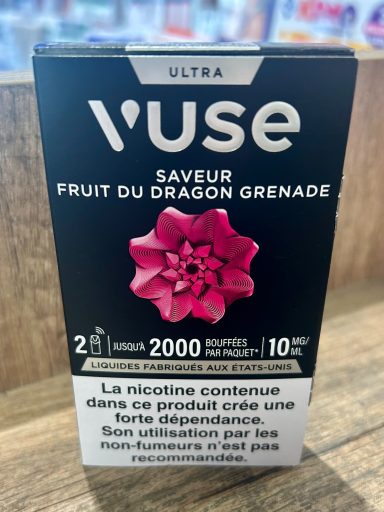 ULTRA
VUSE
SAVEUR
FRUIT DU DRAGON GRENADE
2 JUSQU'À 2000 BOUFFÉES PAR PAQUET* 10 MG/ML
LIQUIDES FABRIQUÉS AUX ÉTATS-UNIS
La nicotine contenue
dans ce produit crée une
forte dépendance.
Son utilisation par les
non-fumeurs n'est pas
recommandée.